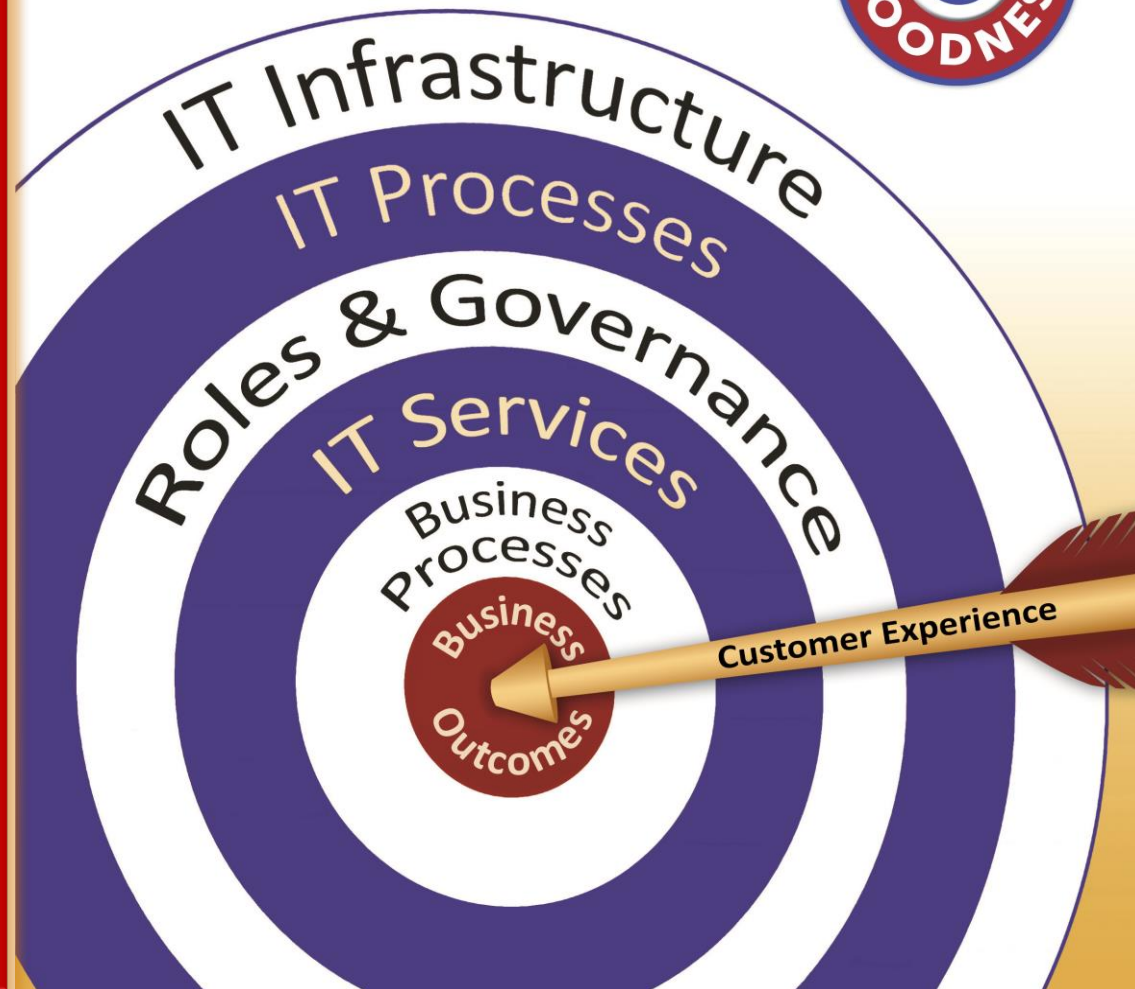 IT Infrastructure
IT Processes
Roles & Governance
IT Services
Business
Processes
Business
Outcomes
Customer Experience